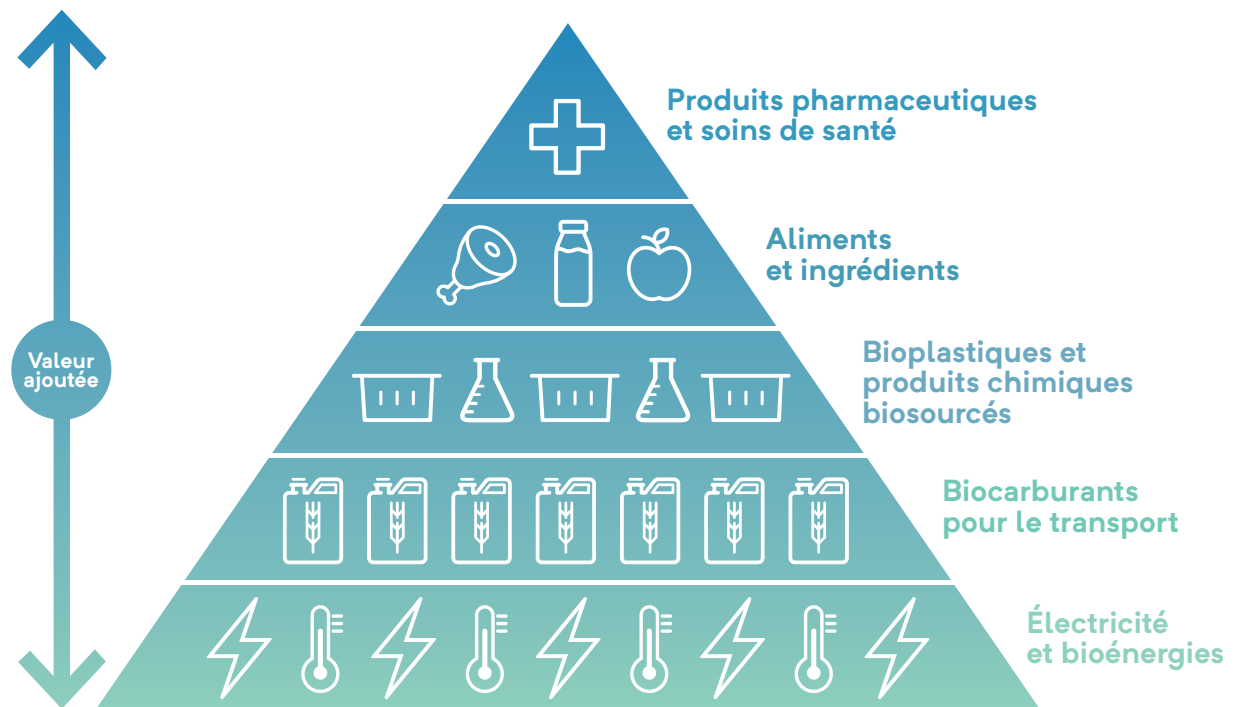 Produits pharmaceutiques
et soins de santé
Aliments
et ingrédients
Valeur
ajoutée
Bioplastiques et
produits chimiques
biosourcés
Biocarburants
pour le transport
Électricité
et bioénergies